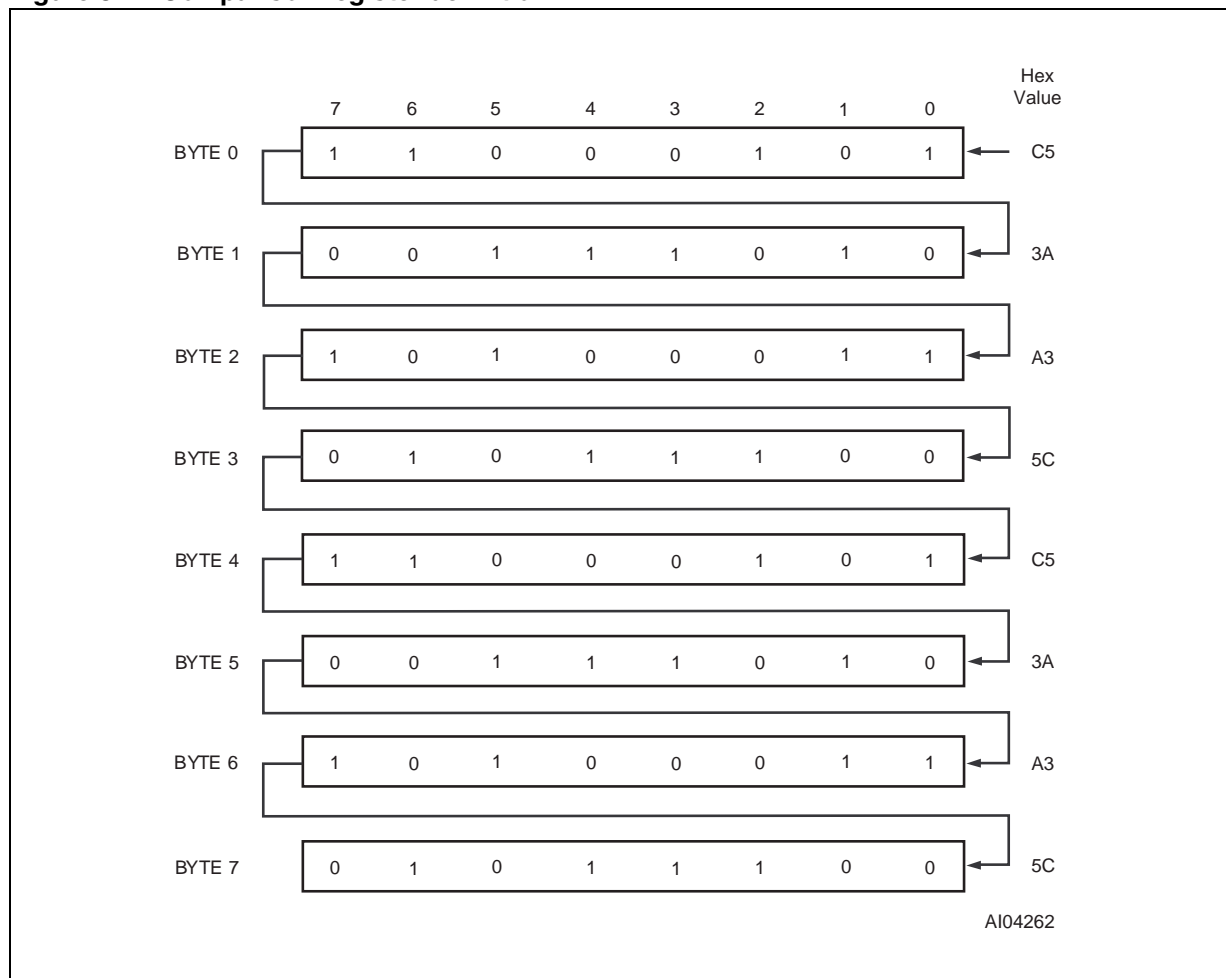 Hex
Value
7 6 5 4 3 2 1 0
BYTE 0 1 1 0 0 0 1 0 1 C5
BYTE 1 0 0 1 1 1 0 1 0 3A
BYTE 2 1 0 1 0 0 0 1 1 A3
BYTE 3 0 1 0 1 1 1 0 0 5C
BYTE 4 1 1 0 0 0 1 0 1 C5
BYTE 5 0 0 1 1 1 0 1 0 3A
BYTE 6 1 0 1 0 0 0 1 1 A3
BYTE 7 0 1 0 1 1 1 0 0 5C
AI04262